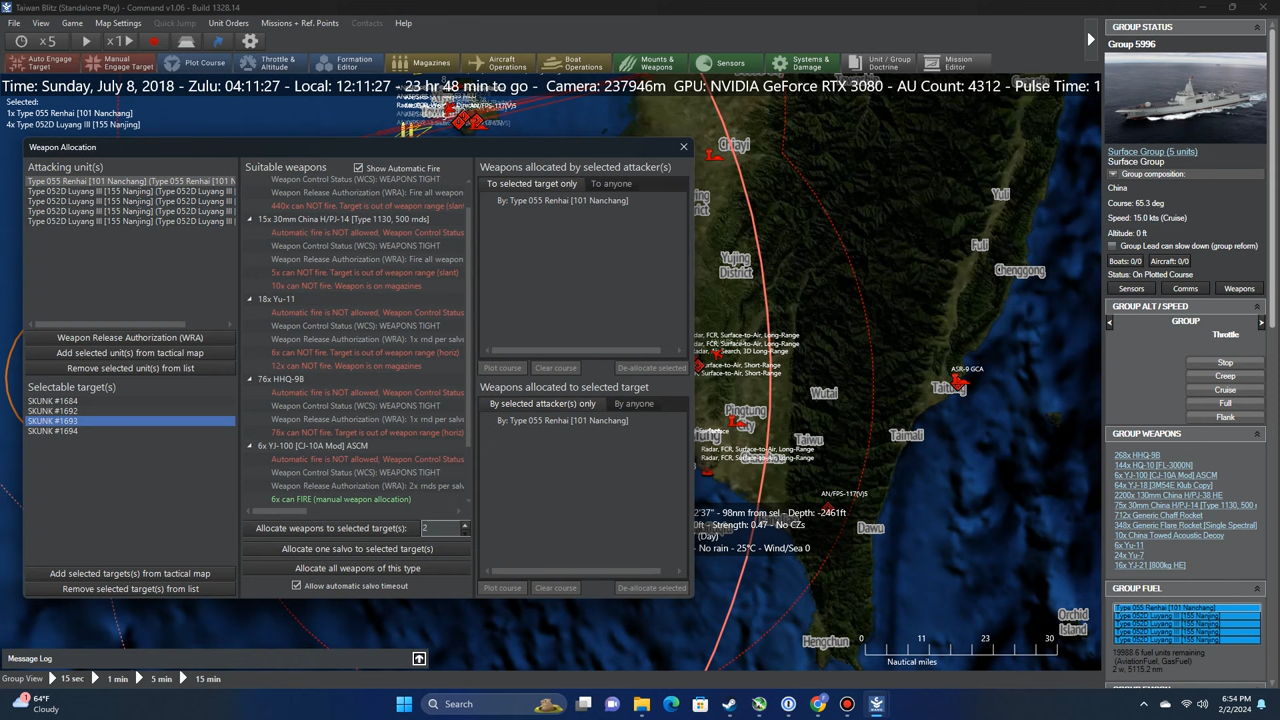 Taiwan Blitz (Standalone Play) - Command v1.06 - Build 1328.14
File View Game Map Settings Quick Jump Unit Orders Missions + Ref. Points Contacts Help
x5 x1
Auto Engage Target Manual Engage Target Plot Course Throttle & Altitude Formation Editor Magazines Aircraft Operations Boat Operations Mounts & Weapons Sensors Systems & Damage Unit / Group Doctrine Mission Editor
Time: Sunday, July 8, 2018 - Zulu: 04:11:27 - Local: 12:11:27 - 23 hr 48 min to go - Camera: 237946m GPU: NVIDIA GeForce RTX 3080 - AU Count: 4312 - Pulse Time: 1
Selected:
1x Type 055 Renhai [101 Nanchang]
4x Type 052D Luyang III [155 Nanjing]
AN/FPS-117(V)5
Weapon Allocation
Attacking unit(s)
Type 055 Renhai [101 Nanchang] (Type 055 Renhai [101 N
Type 052D Luyang III [155 Nanjing] (Type 052D Luyang III [
Type 052D Luyang III [155 Nanjing] (Type 052D Luyang III [
Type 052D Luyang III [155 Nanjing] (Type 052D Luyang III [
Type 052D Luyang III [155 Nanjing] (Type 052D Luyang III [
Weapon Release Authorization (WRA)
Add selected unit(s) from tactical map
Remove selected unit(s) from list
Selectable target(s)
SKUNK #1684
SKUNK #1692
SKUNK #1693
SKUNK #1694
Add selected targets(s) from tactical map
Remove selected target(s) from list
Suitable weapons
Show Automatic Fire
Weapon Control Status (WCS): WEAPONS TIGHT
Weapon Release Authorization (WRA): Fire all weapon
440x can NOT fire. Target is out of weapon range (slant
15x 30mm China H/PJ-14 [Type 1130, 500 rnds]
Automatic fire is NOT allowed, Weapon Control Status
Weapon Control Status (WCS): WEAPONS TIGHT
Weapon Release Authorization (WRA): Fire all weapon
5x can NOT fire. Target is out of weapon range (slant)
10x can NOT fire. Weapon is on magazines
18x Yu-11
Automatic fire is NOT allowed, Weapon Control Status
Weapon Control Status (WCS): WEAPONS TIGHT
Weapon Release Authorization (WRA): 1x rnd per salv
6x can NOT fire. Target is out of weapon range (horiz)
12x can NOT fire. Weapon is on magazines
76x HHQ-9B
Automatic fire is NOT allowed, Weapon Control Status
Weapon Control Status (WCS): WEAPONS TIGHT
Weapon Release Authorization (WRA): 1x rnd per salv
76x can NOT fire. Target is out of weapon range (horiz)
6x YJ-100 [CJ-10A Mod] ASCM
Automatic fire is NOT allowed, Weapon Control Status
Weapon Control Status (WCS): WEAPONS TIGHT
Weapon Release Authorization (WRA): 2x rnds per salv
6x can FIRE (manual weapon allocation)
Allocate weapons to selected target(s): 2
Allocate one salvo to selected target(s)
Allocate all weapons of this type
Allow automatic salvo timeout
Weapons allocated by selected attacker(s)
To selected target only To anyone
By: Type 055 Renhai [101 Nanchang]
Plot course Clear course De-allocate selected
Weapons allocated to selected target
By selected attacker(s) only By anyone
By: Type 055 Renhai [101 Nanchang]
Plot course Clear course De-allocate selected
Chiayi
Yuli
Fuli
Yujing
District
Chenggong
Radar, FCR, Surface-to-Air, Long-Range
Radar, Air Search, 3D Long-Range
ASR-9 GCA
Taitung
Wutai
Pingtung
City
Taiwu
Taimali
Radar, FCR, Surface-to-Air, Long-Range
AN/FPS-117(V)5
2'37" - 98nm from sel - Depth: -2461ft
0ft - Strength: 0.47 - No CZs
(Day)
- No rain - 25°C - Wind/Sea 0
Dawu
Orchid
Island
Hengchun
0 11 23 30
Nautical miles
Message Log
Group View 15 sec 1 min 5 min 15 min
GROUP STATUS
Group 5996
Surface Group (5 units)
Surface Group
Group composition:
China
Course: 65.3 deg
Speed: 15.0 kts (Cruise)
Altitude: 0 ft
Group Lead can slow down (group reform)
Boats: 0/0 Aircraft: 0/0
Status: On Plotted Course
Sensors Comms Weapons
GROUP ALT / SPEED
GROUP
Throttle
Stop
Creep
Cruise
Full
Flank
GROUP WEAPONS
268x HHQ-9B
144x HQ-10 [FL-3000N]
6x YJ-100 [CJ-10A Mod] ASCM
64x YJ-18 [3M54E Klub Copy]
2200x 130mm China H/PJ-38 HE
75x 30mm China H/PJ-14 [Type 1130, 500 r
712x Generic Chaff Rocket
348x Generic Flare Rocket [Single Spectral]
10x China Towed Acoustic Decoy
6x Yu-11
24x Yu-7
16x YJ-21 [800kg HE]
GROUP FUEL
Type 055 Renhai [101 Nanchang]
Type 052D Luyang III [155 Nanjing]
Type 052D Luyang III [155 Nanjing]
Type 052D Luyang III [155 Nanjing]
Type 052D Luyang III [155 Nanjing]
19988.6 fuel units remaining
(AviationFuel, GasFuel)
2 w, 5115.2 nm
64°F
Cloudy
Search
6:54 PM
2/2/2024